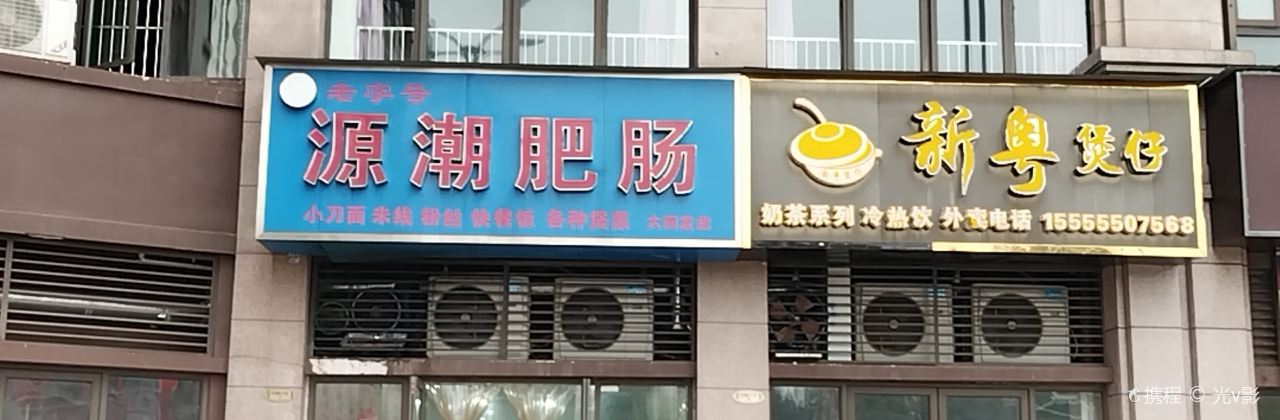 老字号
源潮肥肠
小刀面 米线 粉丝 快餐饭 各种煲类
新粤煲仔
奶茶系列 冷热饮 外卖电话 15555507568
携程 © 光v影